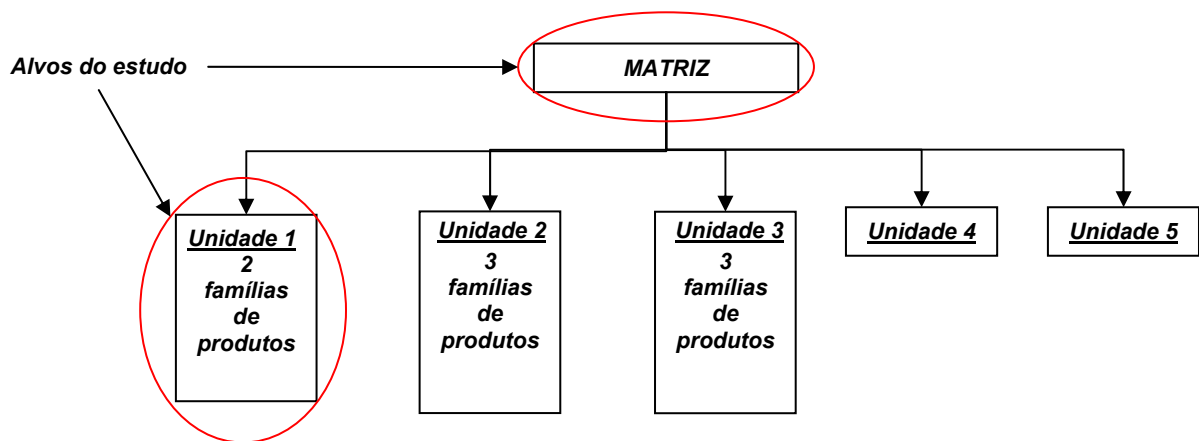 Alvos do estudo
MATRIZ
Unidade 1
2
famílias
de
produtos
Unidade 2
3
famílias
de
produtos
Unidade 3
3
famílias
de
produtos
Unidade 4
Unidade 5